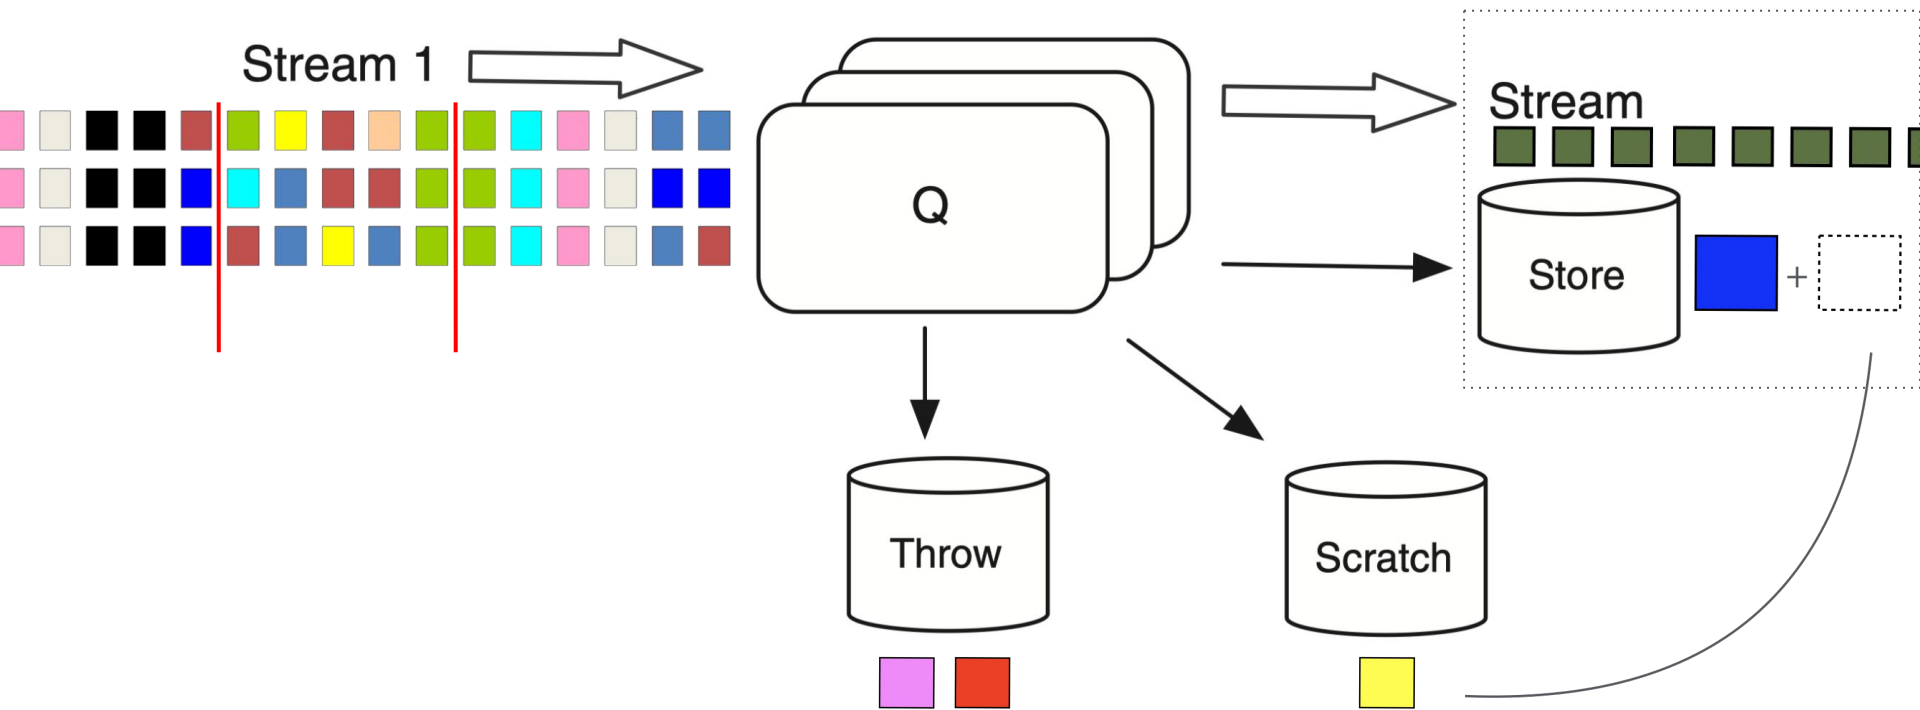 Stream 1
Stream
Q
Store
+
Throw
Scratch